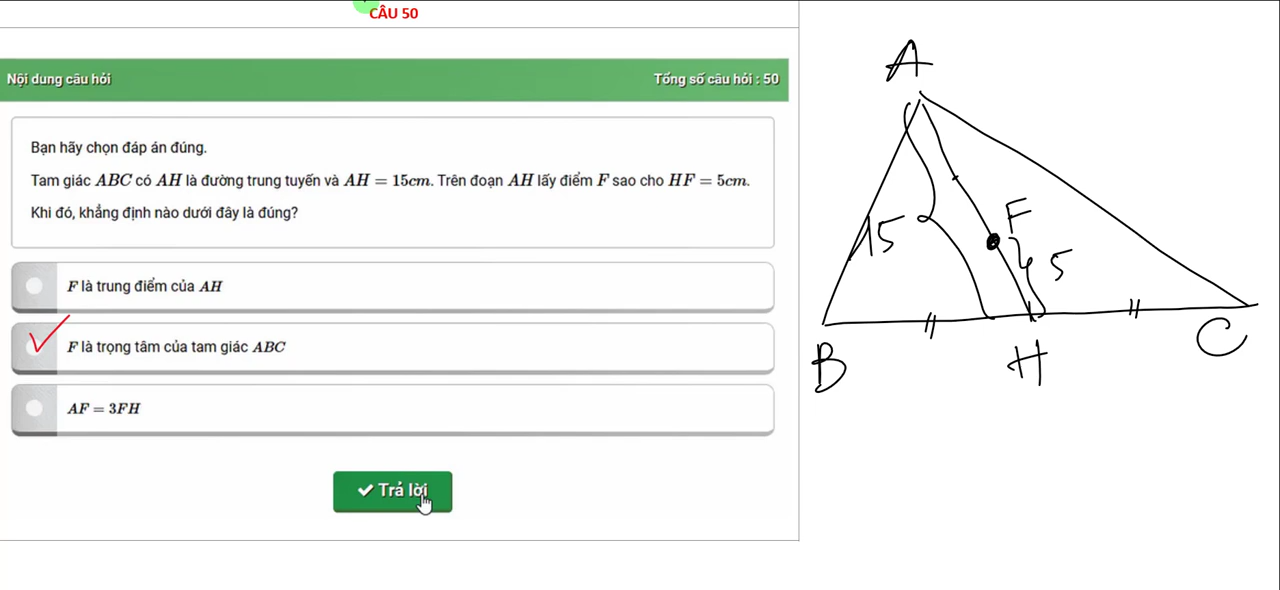 CÂU 50
Nội dung câu hỏi
Tổng số câu hỏi : 50
Bạn hãy chọn đáp án đúng.
Tam giác ABC có AH là đường trung tuyến và AH = 15cm. Trên đoạn AH lấy điểm F sao cho HF = 5cm.
Khi đó, khẳng định nào dưới đây là đúng?
F là trung điểm của AH
F là trọng tâm của tam giác ABC
AF = 3FH
Trả lời
A
F
15
5
B
H
C